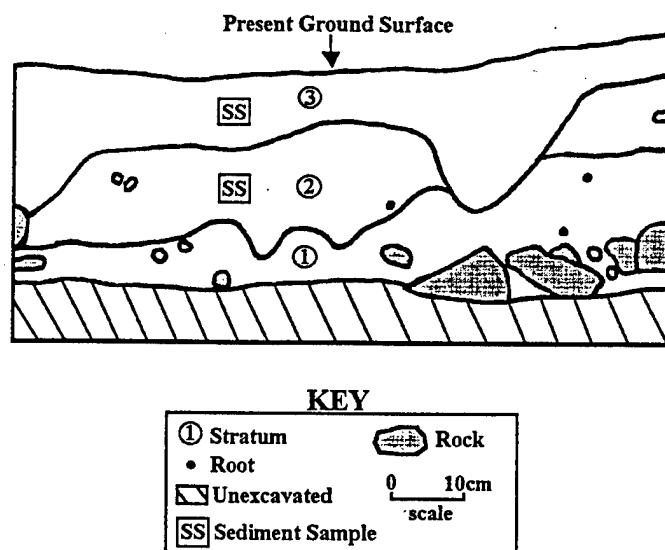 Present Ground Surface
SS ③
SS ②
①
KEY
① Stratum
Rock
• Root
Unexcavated
0 10cm
scale
SS Sediment Sample